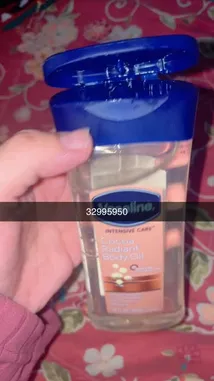 Vaseline
32995950
INTENSIVE CARE
Cocoa
Radiant
Body Oil